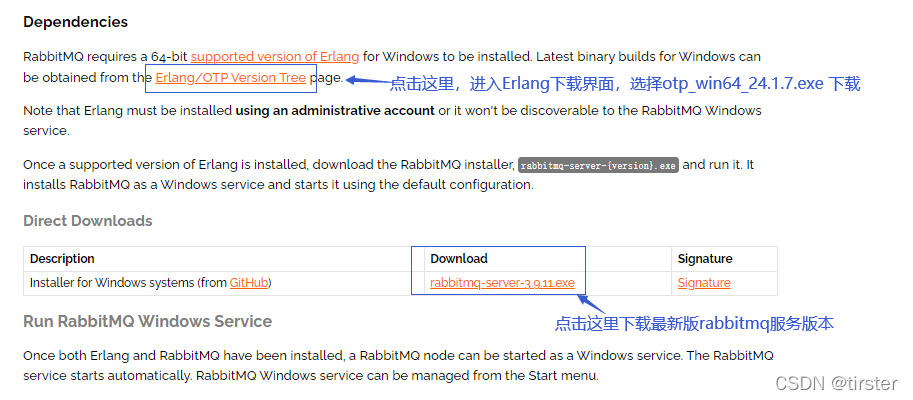 Dependencies
RabbitMQ requires a 64-bit supported version of Erlang for Windows to be installed. Latest binary builds for Windows can
be obtained from the Erlang/OTP Version Tree page.
点击这里，进入Erlang下载界面，选择otp_win64_24.1.7.exe 下载
Note that Erlang must be installed using an administrative account or it won't be discoverable to the RabbitMQ Windows
service.
Once a supported version of Erlang is installed, download the RabbitMQ installer, rabbitmq-server-{version}.exe and run it. It
installs RabbitMQ as a Windows service and starts it using the default configuration.
Direct Downloads
Description Download Signature
Installer for Windows systems (from GitHub) rabbitmq-server-3.9.11.exe Signature
点击这里下载最新版rabbitmq服务版本
Run RabbitMQ Windows Service
Once both Erlang and RabbitMQ have been installed, a RabbitMQ node can be started as a Windows service. The RabbitMQ
service starts automatically. RabbitMQ Windows service can be managed from the Start menu.
CSDN @tirster